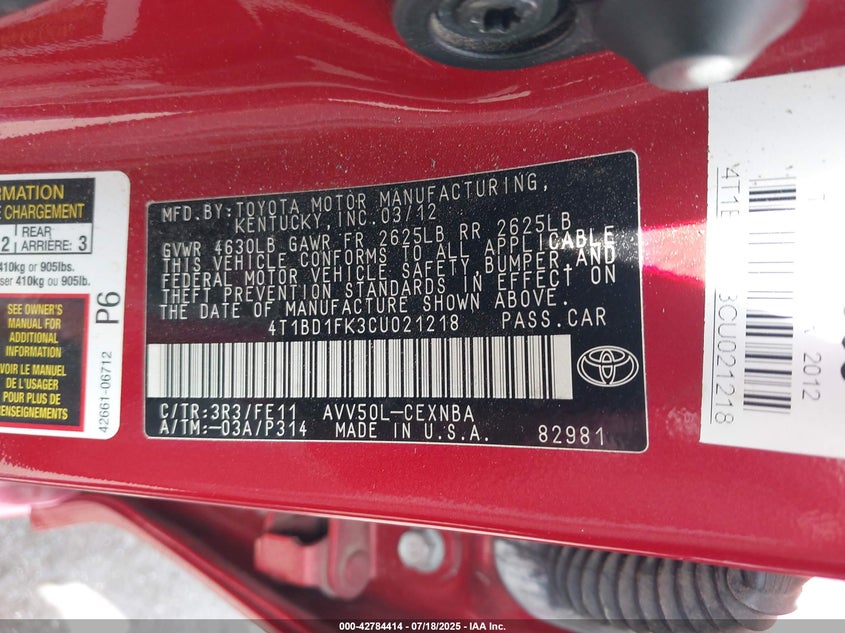 RMATION
E CHARGEMENT
2 REAR ARRIÈRE: 3
410kg or 905lbs.
ser 410kg ou 905lb.
SEE OWNER'S
MANUAL FOR
ADDITIONAL
INFORMATION
VOIR LE MANUEL
DE L'USAGER
POUR PLUS DE
RENSEIGNEMENTS
P6
42661-06712
MFD.BY:TOYOTA MOTOR MANUFACTURING,
KENTUCKY, INC. 03/12
GVWR 4630LB GAWR FR 2625LB RR 2625LB
THIS VEHICLE CONFORMS TO ALL APPLICABLE
FEDERAL MOTOR VEHICLE SAFETY,BUMPER AND
THEFT PREVENTION STANDARDS IN EFFECT ON
THE DATE OF MANUFACTURE SHOWN ABOVE.
4T1BD1FK3CU021218 PASS.CAR
C/TR:3R3/FE11 AVV50L-CEXNBA
A/TM:-03A/P314 MADE IN U.S.A. 82981
TOYOTA
3CU021218
2012
000-42784414 - 07/18/2025 - IAA Inc.